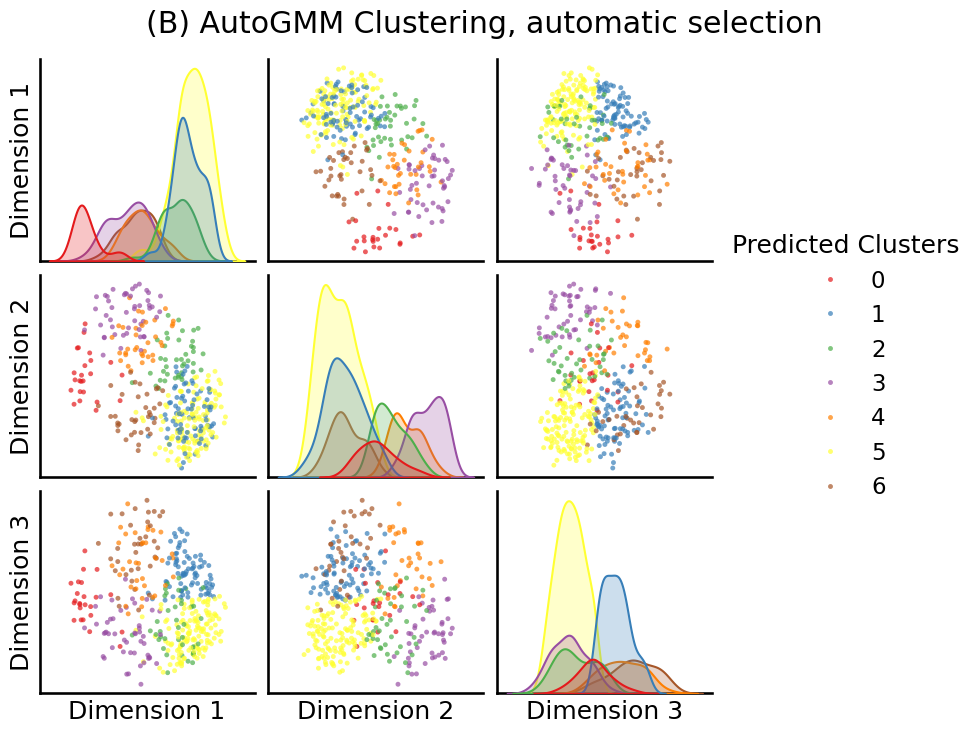 (B) AutoGMM Clustering, automatic selection
Dimension 1
Dimension 2
Dimension 3
Predicted Clusters
0
1
2
3
4
5
6
Dimension 1
Dimension 2
Dimension 3